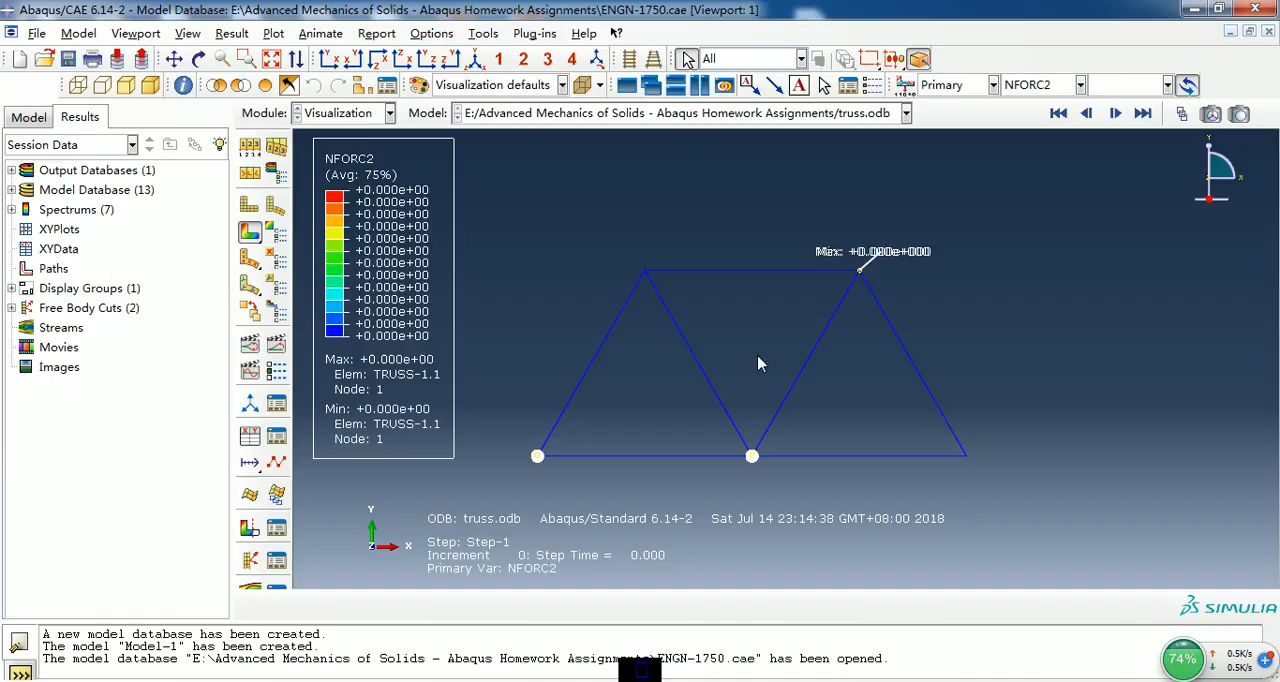 Abaqus/CAE 6.14-2 - Model Database: E:\Advanced Mechanics of Solids - Abaqus Homework Assignments\ENGN-1750.cae [Viewport: 1]
File Model Viewport View Result Plot Animate Report Options Tools Plug-ins Help
1 2 3 4 All
Visualization defaults Primary NFORC2
Model Results Module: Visualization Model: E:/Advanced Mechanics of Solids - Abaqus Homework Assignments/truss.odb
Session Data
Output Databases (1)
Model Database (13)
Spectrums (7)
XYPlots
XYData
Paths
Display Groups (1)
Free Body Cuts (2)
Streams
Movies
Images
NFORC2
(Avg: 75%)
+0.000e+00
+0.000e+00
+0.000e+00
+0.000e+00
+0.000e+00
+0.000e+00
+0.000e+00
+0.000e+00
+0.000e+00
+0.000e+00
+0.000e+00
+0.000e+00
+0.000e+00
Max: +0.000e+00
Elem: TRUSS-1.1
Node: 1
Min: +0.000e+00
Elem: TRUSS-1.1
Node: 1
Y
X
Z
ODB: truss.odb Abaqus/Standard 6.14-2 Sat Jul 14 23:14:38 GMT+08:00 2018
Step: Step-1
Increment 0: Step Time = 0.000
Primary Var: NFORC2
SIMULIA
A new model database has been created.
The model "Model-1" has been created.
The model database "E:\Advanced Mechanics of Solids - Abaqus Homework Assignments\ENGN-1750.cae" has been opened.
>>>
74%
0.5K/s
0.5K/s